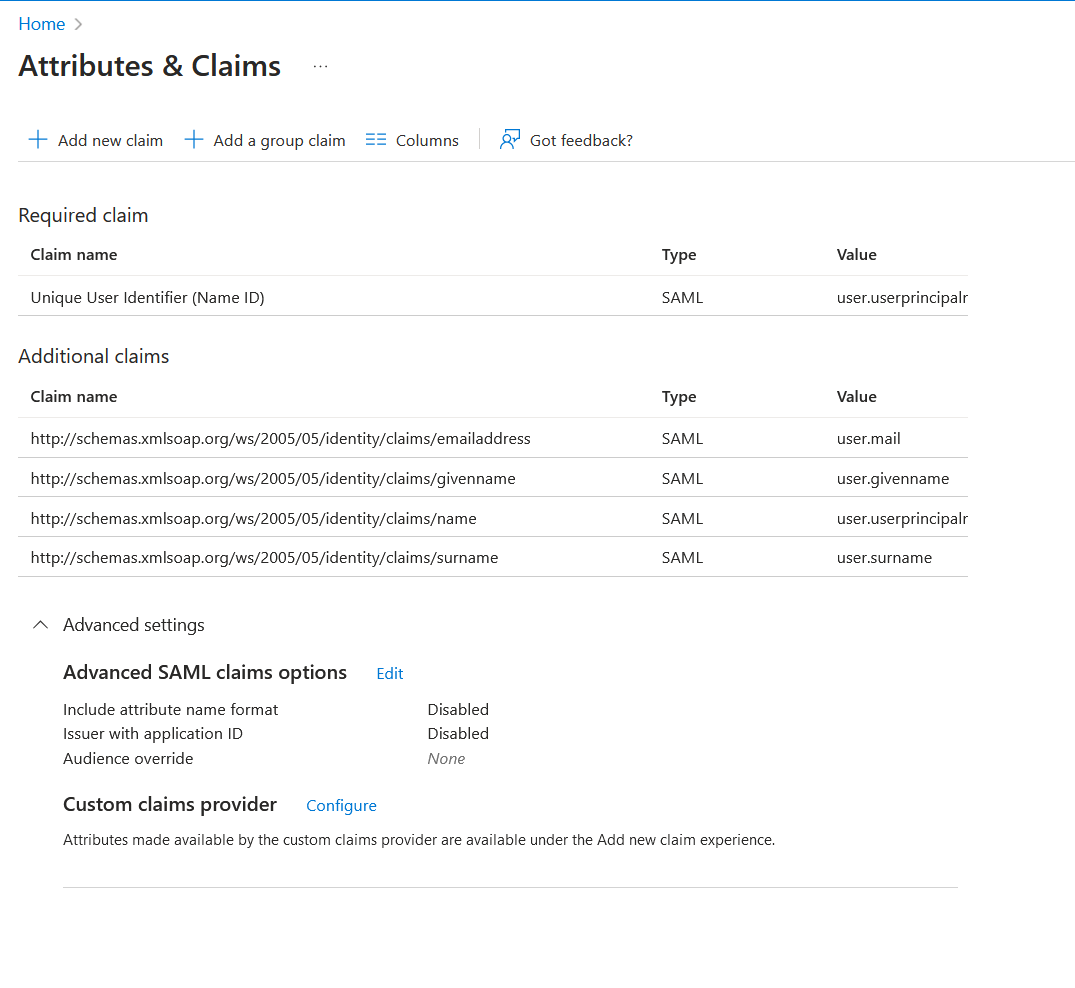 Home
Attributes & Claims ...
Add new claim Add a group claim Columns Got feedback?
Required claim
Claim name Type Value
Unique User Identifier (Name ID) SAML user.userprincipalr
Additional claims
Claim name Type Value
http://schemas.xmlsoap.org/ws/2005/05/identity/claims/emailaddress SAML user.mail
http://schemas.xmlsoap.org/ws/2005/05/identity/claims/givenname SAML user.givenname
http://schemas.xmlsoap.org/ws/2005/05/identity/claims/name SAML user.userprincipalr
http://schemas.xmlsoap.org/ws/2005/05/identity/claims/surname SAML user.surname
Advanced settings
Advanced SAML claims options Edit
Include attribute name format Disabled
Issuer with application ID Disabled
Audience override None
Custom claims provider Configure
Attributes made available by the custom claims provider are available under the Add new claim experience.